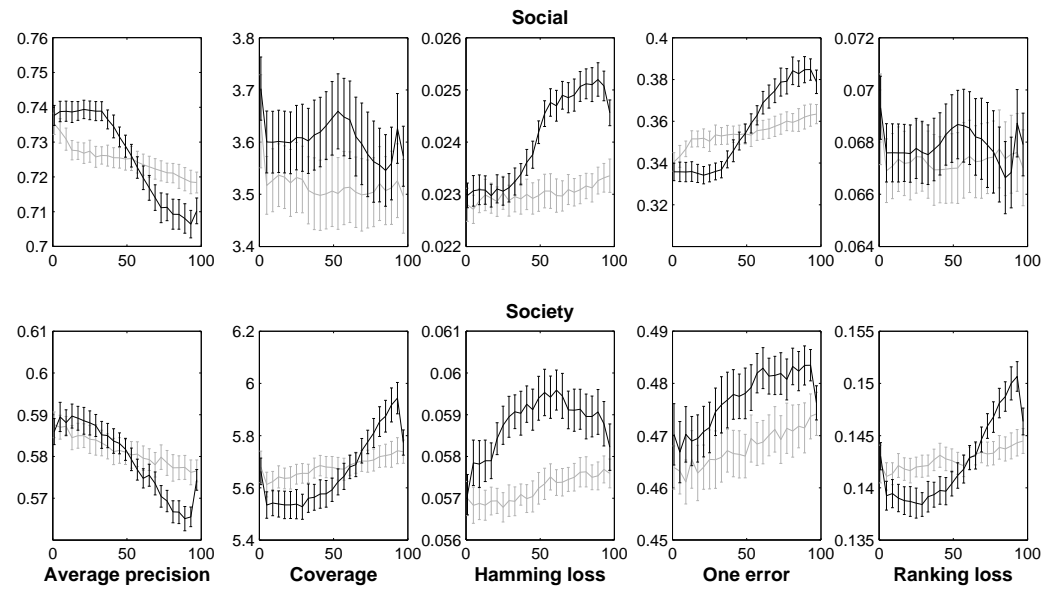 Social
0.76 3.8 0.026 0.4 0.072
0.75 0.38 0.07
0.74 3.7 0.025
0.73 3.6 0.024 0.36 0.068
0.72 0.34 0.066
0.71 3.5 0.023 0.32
0.7 3.4 0.022 0.064
0 50 100 0 50 100 0 50 100 0 50 100 0 50 100
Society
0.61 6.2 0.061 0.49 0.155
0.6 6 0.06 0.48 0.15
0.59 5.8 0.059 0.47 0.145
0.58 0.058
0.57 5.6 0.057 0.46 0.14
5.4 0.056 0.45 0.135
0 50 100 0 50 100 0 50 100 0 50 100 0 50 100
Average precision Coverage Hamming loss One error Ranking loss